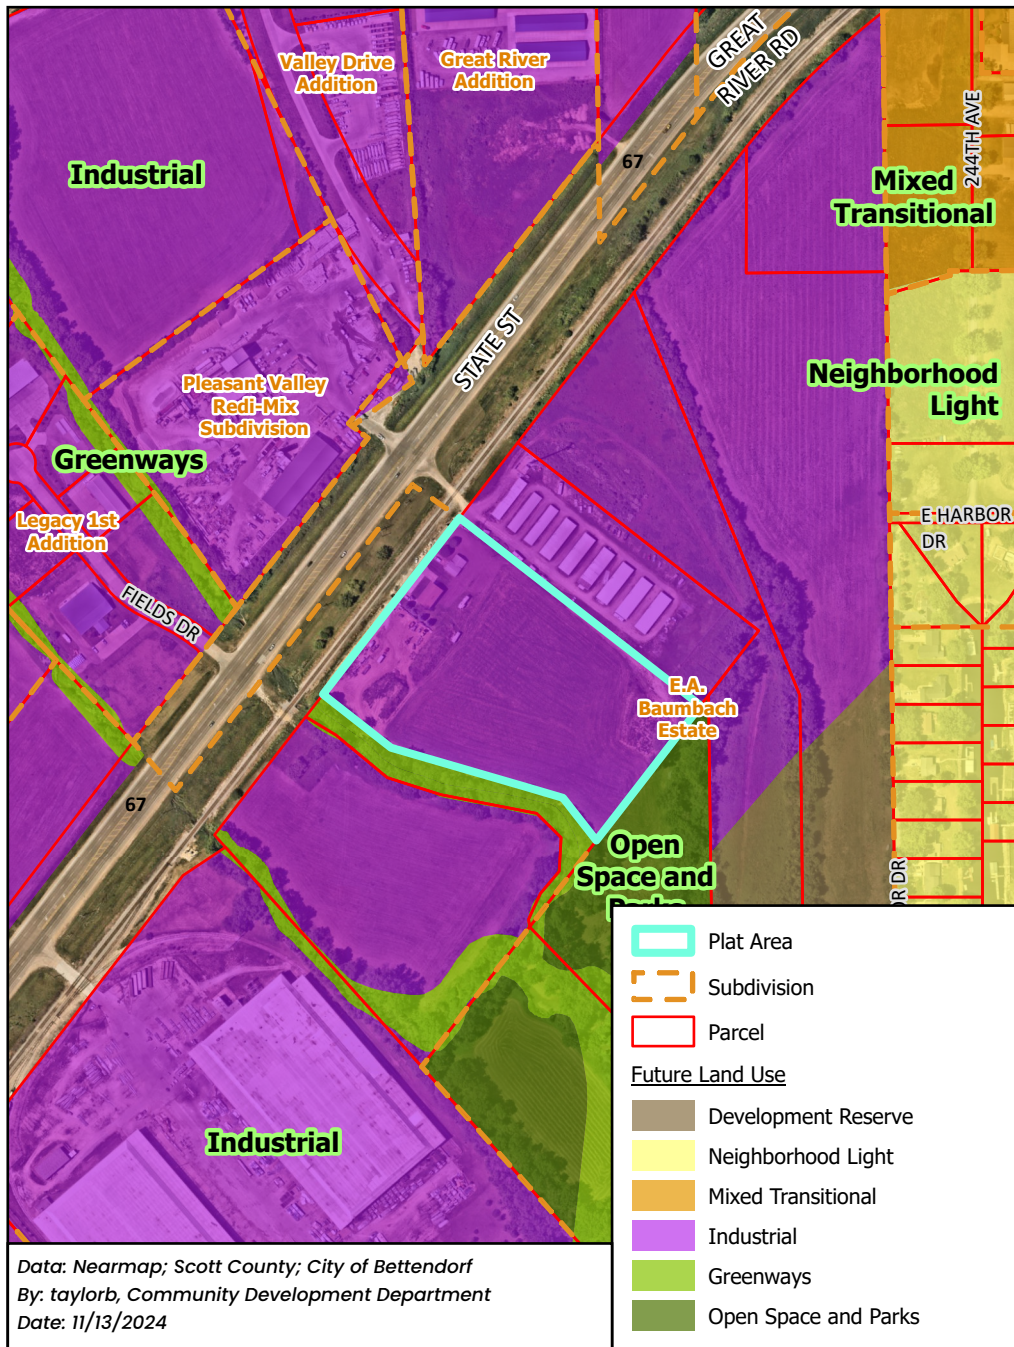 GREAT
RIVER RD
Valley Drive
Addition
Great River
Addition
67
244TH AVE
Industrial
Mixed
Transitional
STATE ST
Neighborhood
Light
Pleasant Valley
Redi-Mix
Subdivision
Greenways
Legacy 1st
Addition
E HARBOR
DR
FIELDS DR
E.A.
Baumbach
Estate
67
Open
Space and
Parks
OR DR
Industrial
Plat Area
Subdivision
Parcel
Future Land Use
Development Reserve
Neighborhood Light
Mixed Transitional
Industrial
Greenways
Open Space and Parks
Data: Nearmap; Scott County; City of Bettendorf
By: taylorb, Community Development Department
Date: 11/13/2024